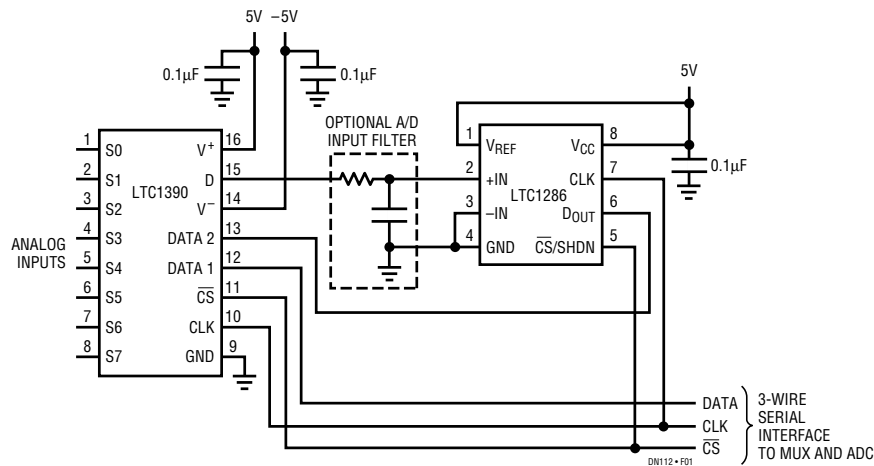 5V –5V
0.1µF
0.1µF
5V
OPTIONAL A/D
INPUT FILTER
0.1µF
ANALOG
INPUTS
LTC1390
1 S0
2 S1
3 S2
4 S3
5 S4
6 S5
7 S6
8 S7
V+ 16
D 15
V– 14
DATA 2 13
DATA 1 12
CS 11
CLK 10
GND 9
LTC1286
1 VREF
2 +IN
3 –IN
4 GND
VCC 8
CLK 7
DOUT 6
CS/SHDN 5
DATA
CLK
CS
3-WIRE
SERIAL
INTERFACE
TO MUX AND ADC
DN112 • F01